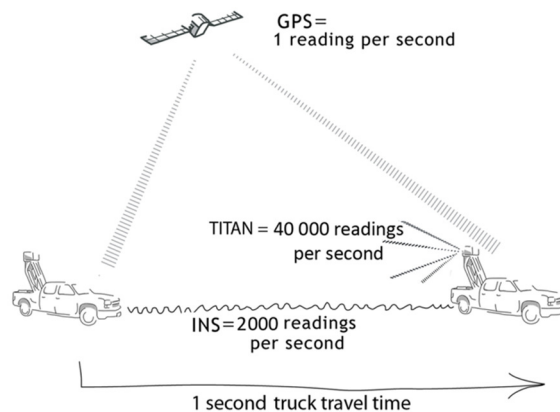 GPS=
1 reading per second
TITAN = 40 000 readings
per second
INS=2000 readings
per second
1 second truck travel time